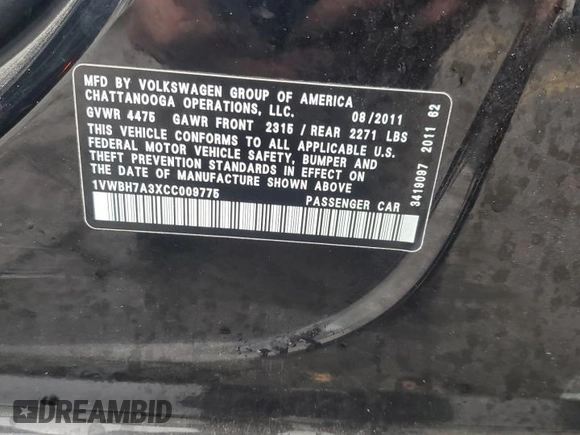 MFD BY VOLKSWAGEN GROUP OF AMERICA
CHATTANOOGA OPERATIONS, LLC. 08/2011
GVWR 4475 GAWR FRONT 2315 / REAR 2271 LBS
THIS VEHICLE CONFORMS TO ALL APPLICABLE U.S.
FEDERAL MOTOR VEHICLE SAFETY, BUMPER AND
THEFT PREVENTION STANDARDS IN EFFECT ON
THE DATE OF MANUFACTURE SHOWN ABOVE.
1VWBH7A3XCC009775 PASSENGER CAR
3419097 2011 62
DREAMBID